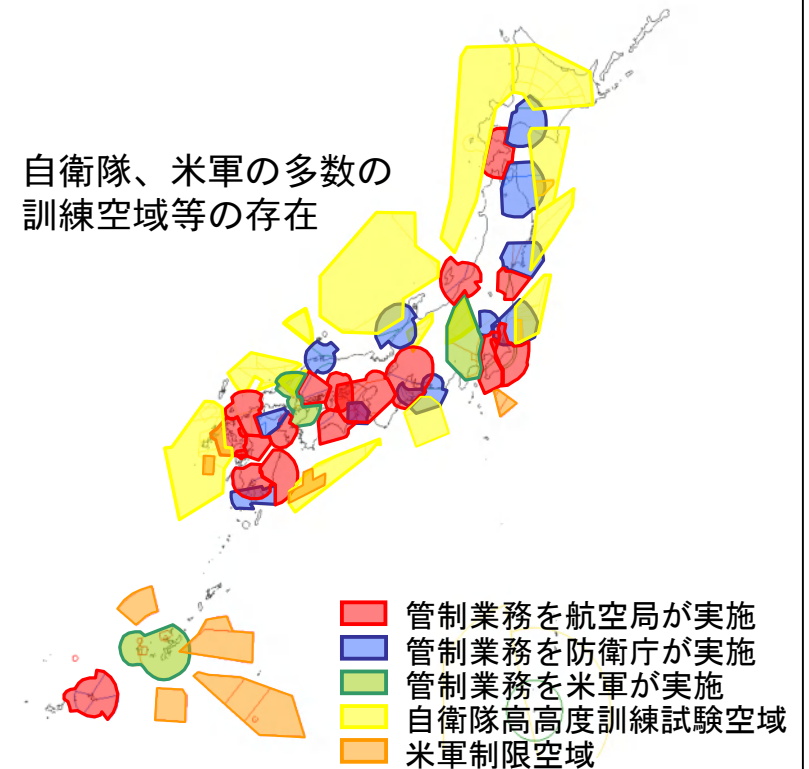 自衛隊、米軍の多数の
訓練空域等の存在
管制業務を航空局が実施
管制業務を防衛庁が実施
管制業務を米軍が実施
自衛隊高高度訓練試験空域
米軍制限空域